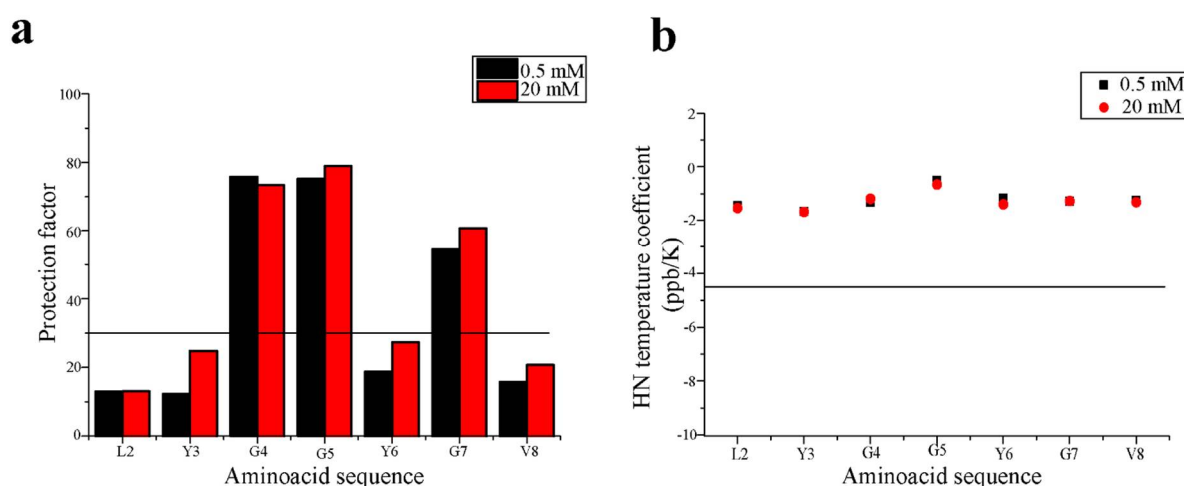 a
0.5 mM
20 mM
100
80
60
40
20
0
Protection factor
L2 Y3 G4 G5 Y6 G7 V8
Aminoacid sequence
b
0.5 mM
20 mM
2
0
-2
-4
-6
-8
-10
HN temperature coefficient
(ppb/K)
L2 Y3 G4 G5 Y6 G7 V8
Aminoacid sequence